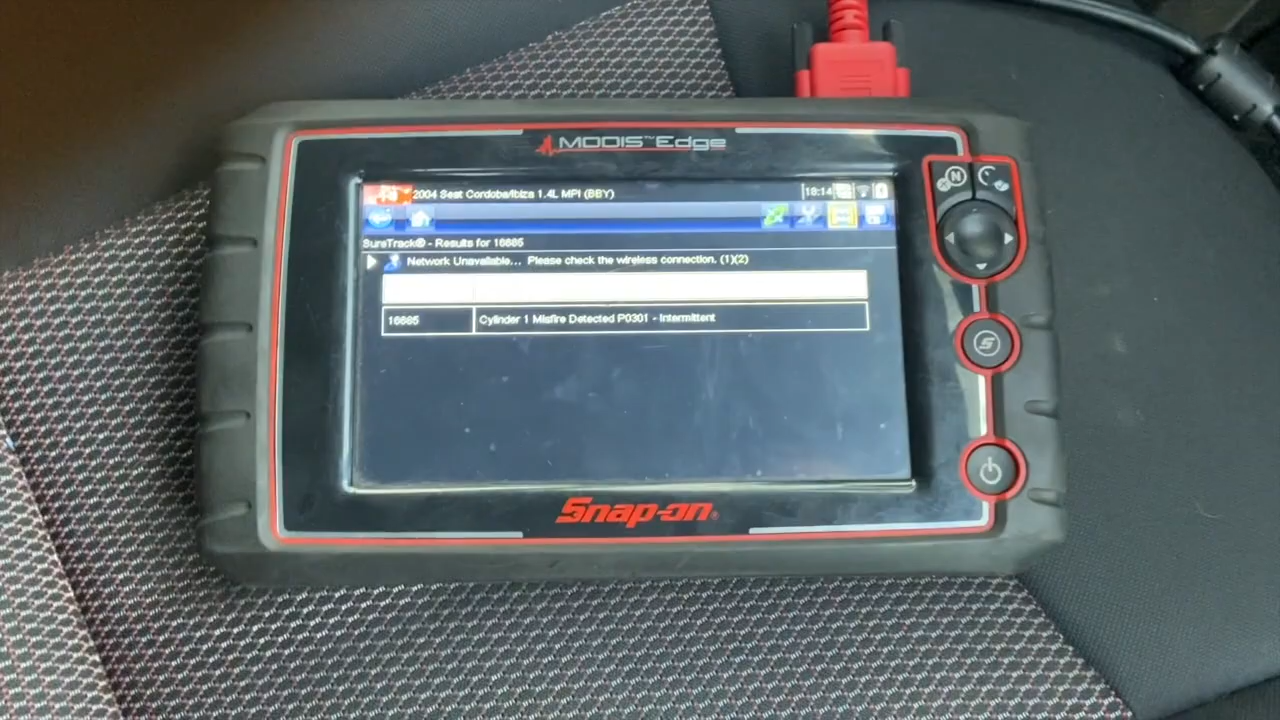 MODIS™ Edge
2004 Seat Cordoba/Ibiza 1.4L MPI (BBY)
18:14
SureTrack® - Results for 16685
Network Unavailable... Please check the wireless connection. (1)(2)
16685 Cylinder 1 Misfire Detected P0301 - Intermittent
N
S
Snap-on®